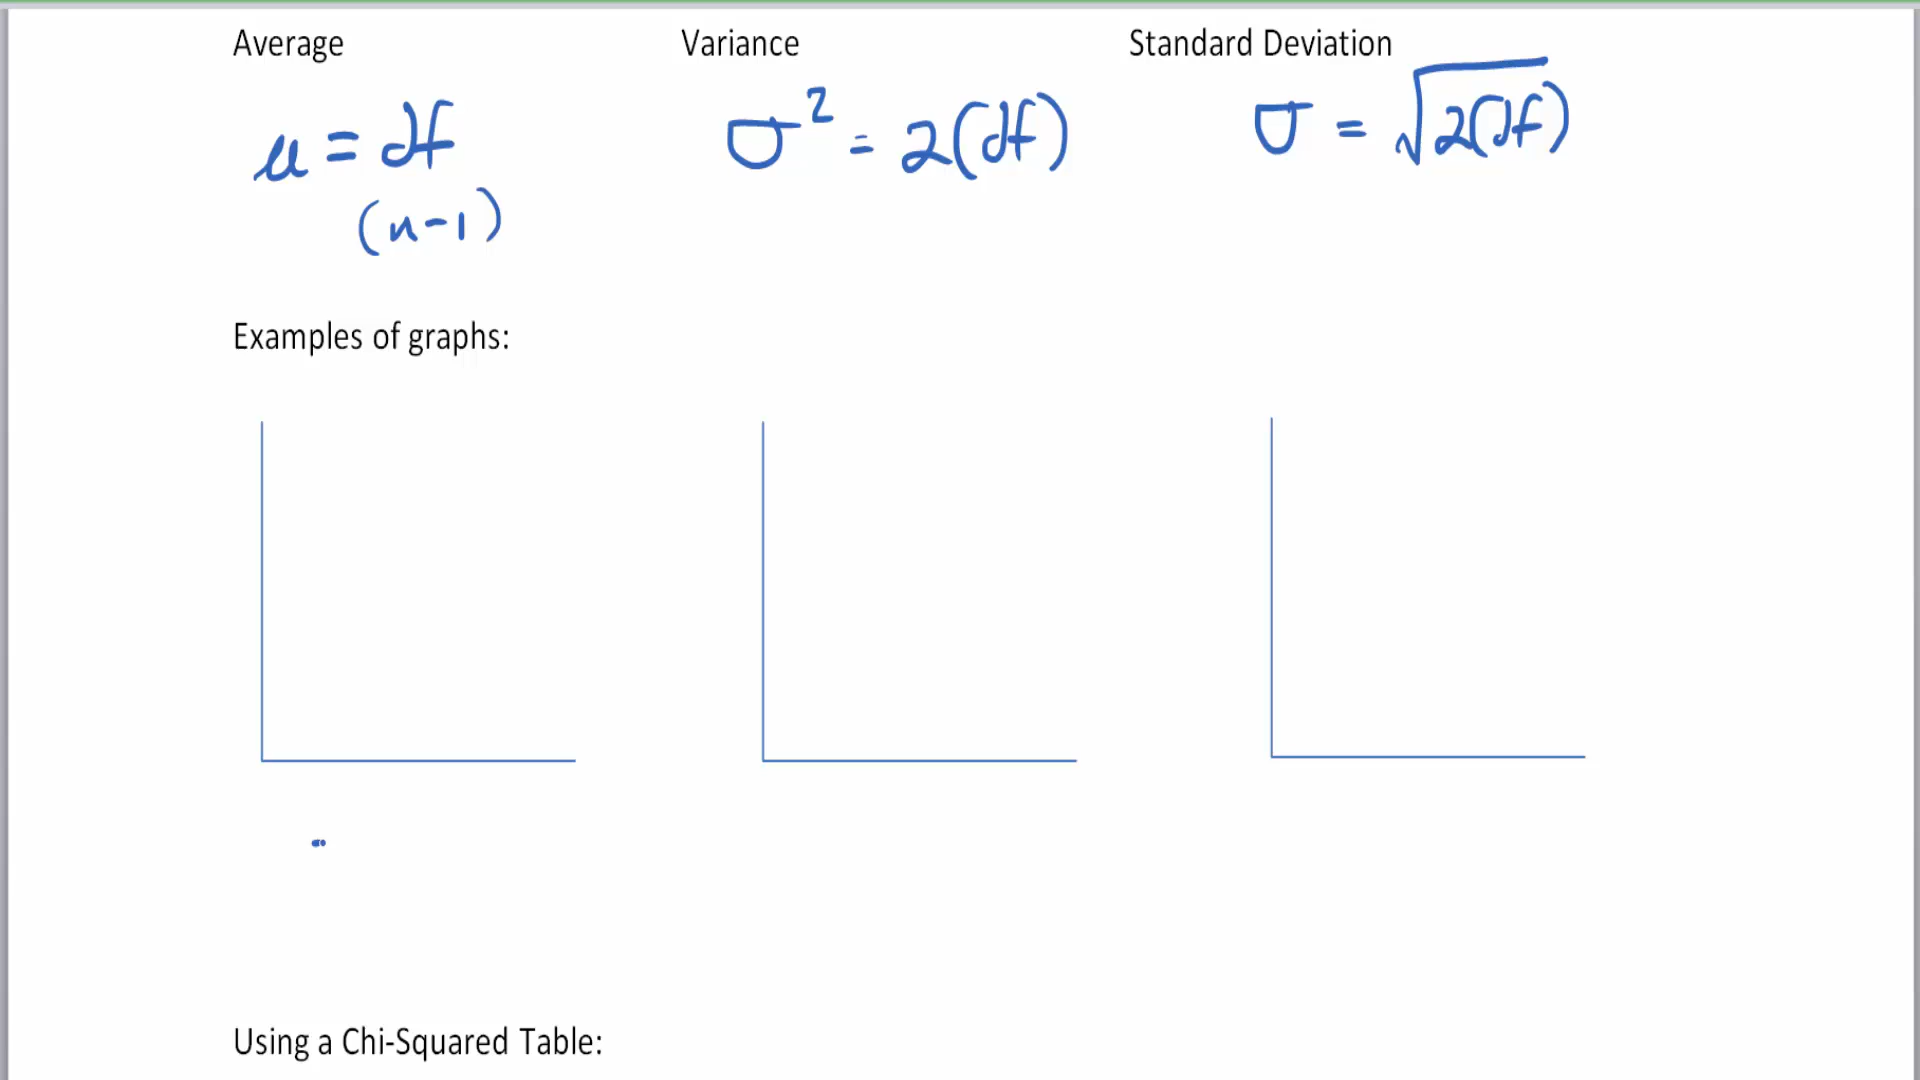 Average Variance Standard Deviation
μ = df σ² = 2(df) σ = √2(df)
(n-1)
Examples of graphs:
Using a Chi-Squared Table: